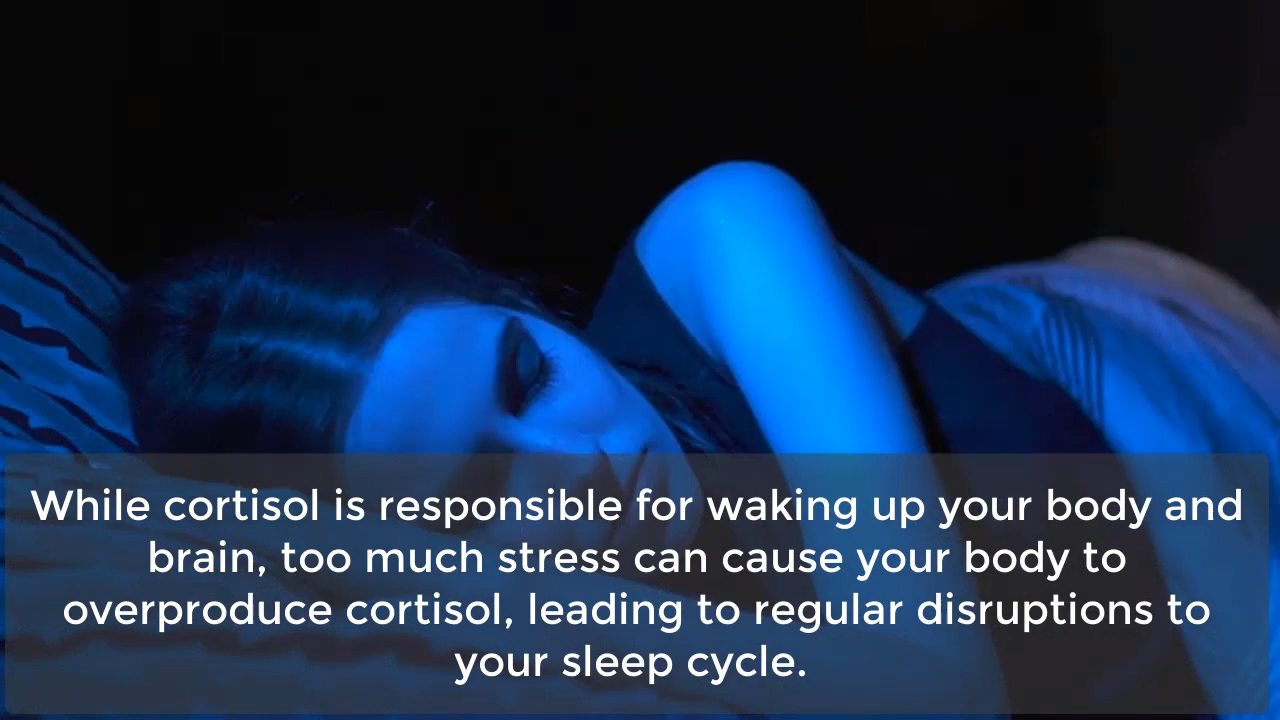 While cortisol is responsible for waking up your body and
brain, too much stress can cause your body to
overproduce cortisol, leading to regular disruptions to
your sleep cycle.